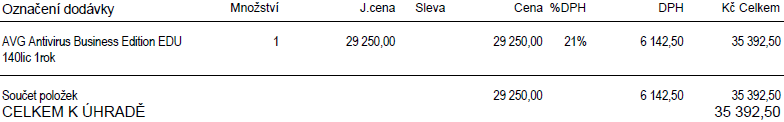 Označení dodávky Množství J.cena Sleva Cena %DPH DPH Kč Celkem
AVG Antivirus Business Edition EDU 1 29 250,00 29 250,00 21% 6 142,50 35 392,50
140lic 1rok
Součet položek 29 250,00 6 142,50 35 392,50
CELKEM K ÚHRADĚ 35 392,50